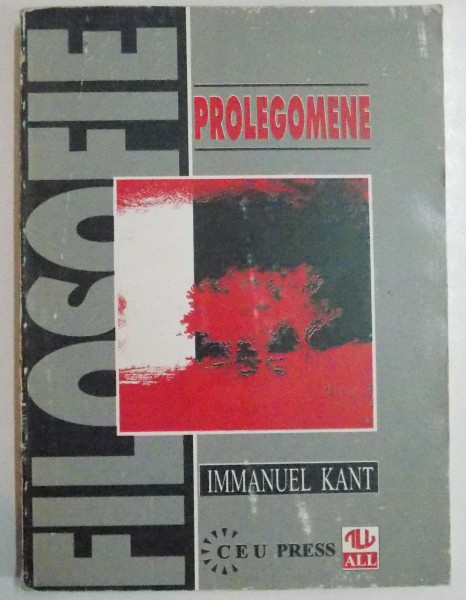 FILOSOFIE
PROLEGOMENE
IMMANUEL KANT
CEU PRESS
ALL